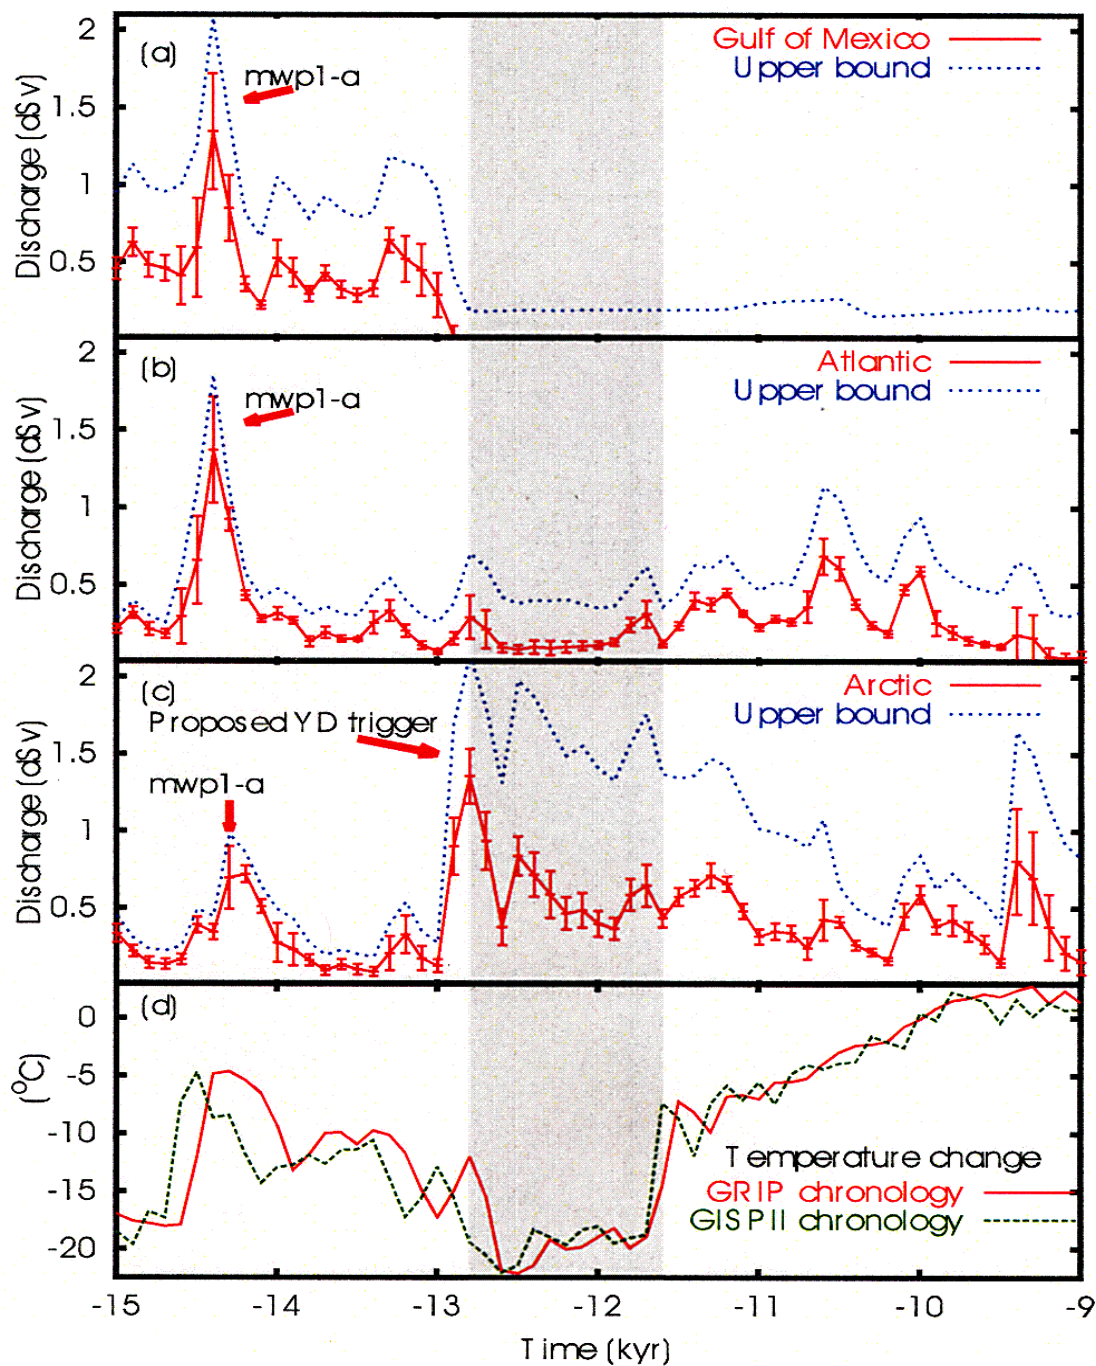 2
(a)
Gulf of Mexico
Upper bound
mwp1-a
1.5
1
0.5
Discharge (dSv)
2
(b)
Atlantic
Upper bound
mwp1-a
1.5
1
0.5
Discharge (dSv)
2
(c)
Arctic
Upper bound
Proposed YD trigger
1.5
mwp1-a
1
0.5
Discharge (dSv)
(d)
0
-5
-10
-15
-20
(°C)
Temperature change
GRIP chronology
GISPII chronology
-15 -14 -13 -12 -11 -10 -9
Time (kyr)